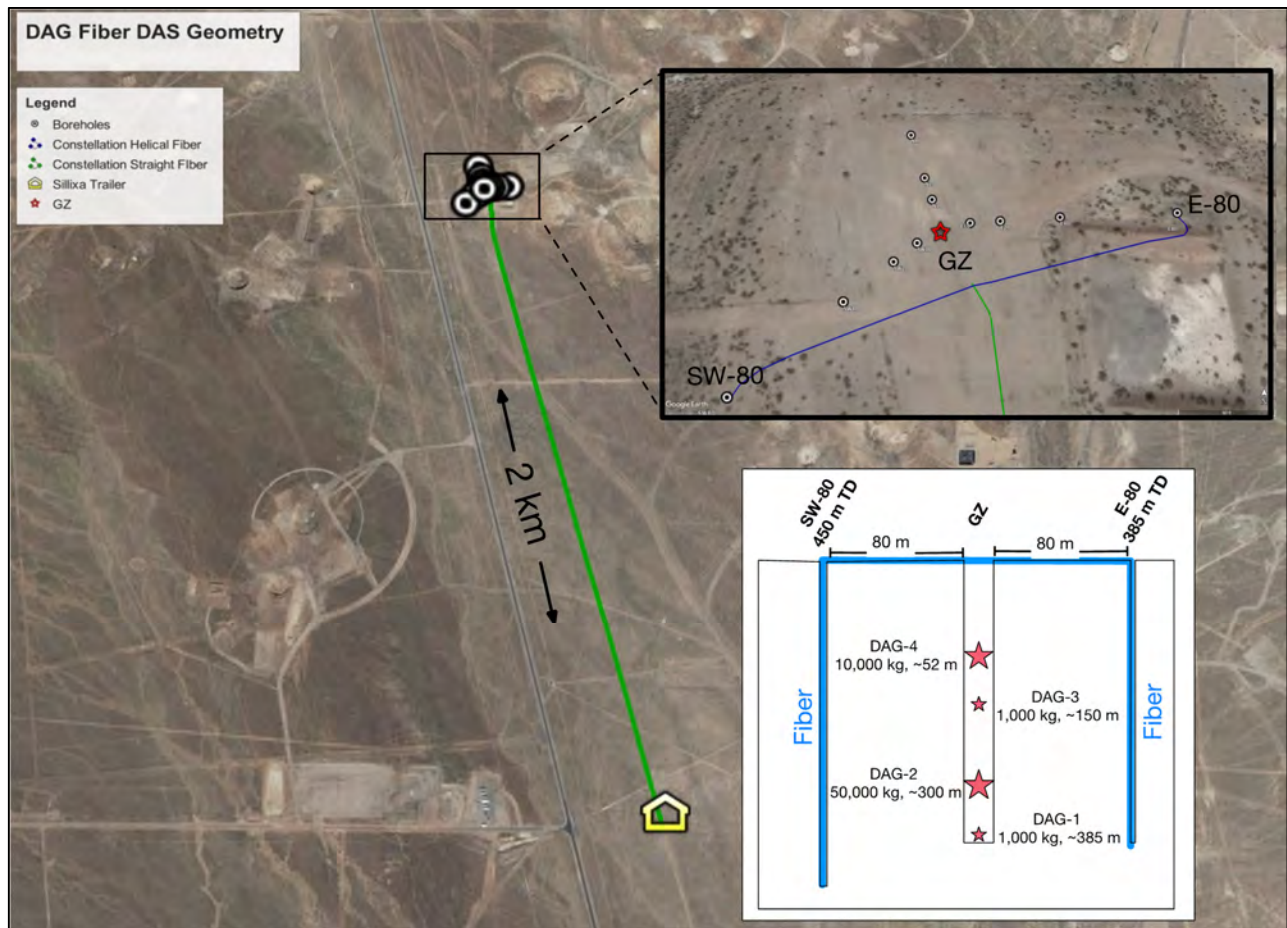 DAG Fiber DAS Geometry
Legend
Boreholes
Constellation Helical Fiber
Constellation Straight FIber
Sillixa Trailer
GZ
E-80
GZ
SW-80
Google Earth
2 km
SW-80
450 m TD
GZ
E-80
385 m TD
80 m
80 m
DAG-4
10,000 kg, ~52 m
DAG-3
1,000 kg, ~150 m
DAG-2
50,000 kg, ~300 m
DAG-1
1,000 kg, ~385 m
Fiber
Fiber